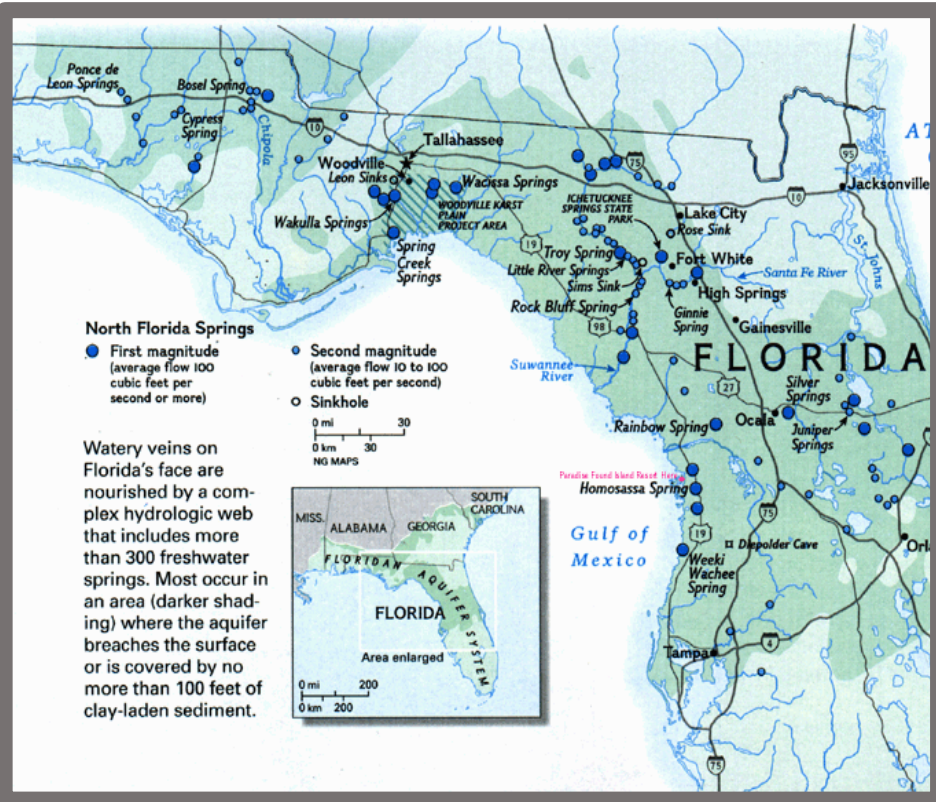 Ponce de
Leon Springs
Bosel Spring
Cypress
Spring
Chipola
10
Tallahassee
Woodville
Leon Sinks
Wacissa Springs
WOODVILLE KARST
PLAIN
PROJECT AREA
Wakulla Springs
Spring
Creek
Springs
75
95
AT
10
Jacksonville
ICHETUCKNEE
SPRINGS STATE
PARK
Lake City
Rose Sink
19
Troy Spring
Fort White
St. Johns
Little River Springs
Sims Sink
Santa Fe River
High Springs
Rock Bluff Spring
Ginnie
Spring
98
Gainesville
FLORIDA
Suwannee
River
27
Silver
Springs
Ocala
Juniper
Springs
Rainbow Spring
Paradise Found Island Resort Here
Homosassa Spring
75
19
Diepolder Cave
Orl
Gulf of
Mexico
Weeki
Wachee
Spring
4
Tampa
75
North Florida Springs
First magnitude
(average flow 100
cubic feet per
second or more)
Second magnitude
(average flow 10 to 100
cubic feet per second)
Sinkhole
0 mi 30
0 km 30
NG MAPS
Watery veins on
Florida's face are
nourished by a com-
plex hydrologic web
that includes more
than 300 freshwater
springs. Most occur in
an area (darker shad-
ing) where the aquifer
breaches the surface
or is covered by no
more than 100 feet of
clay-laden sediment.
MISS.
ALABAMA
GEORGIA
SOUTH
CAROLINA
FLORIDAN AQUIFER SYSTEM
FLORIDA
Area enlarged
0 mi 200
0 km 200